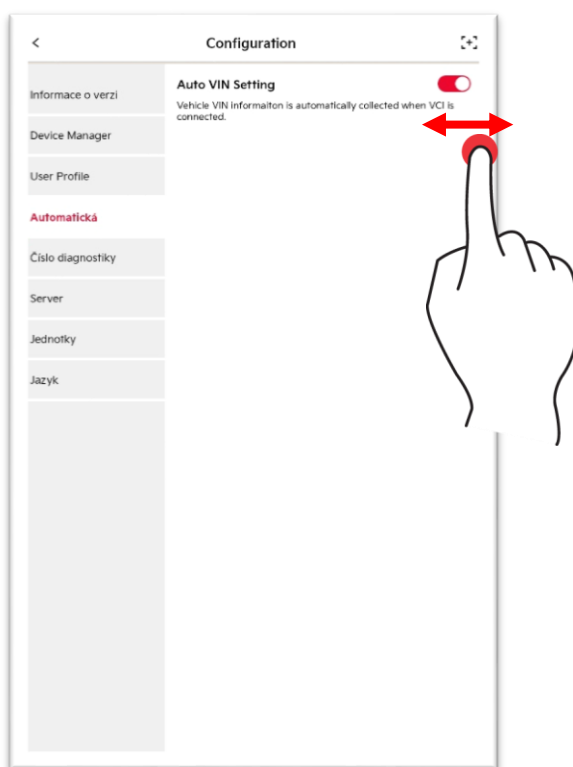 Configuration
Informace o verzi
Device Manager
User Profile
Automatická
Číslo diagnostiky
Server
Jednotky
Jazyk
Auto VIN Setting
Vehicle VIN informaiton is automatically collected when VCI is
connected.